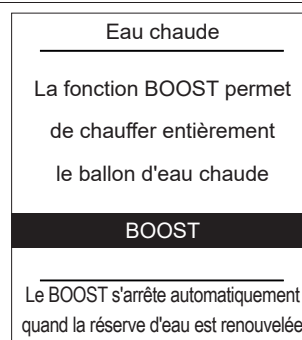 Eau chaude
La fonction BOOST permet
de chauffer entièrement
le ballon d'eau chaude
BOOST
Le BOOST s'arrête automatiquement
quand la réserve d'eau est renouvelée